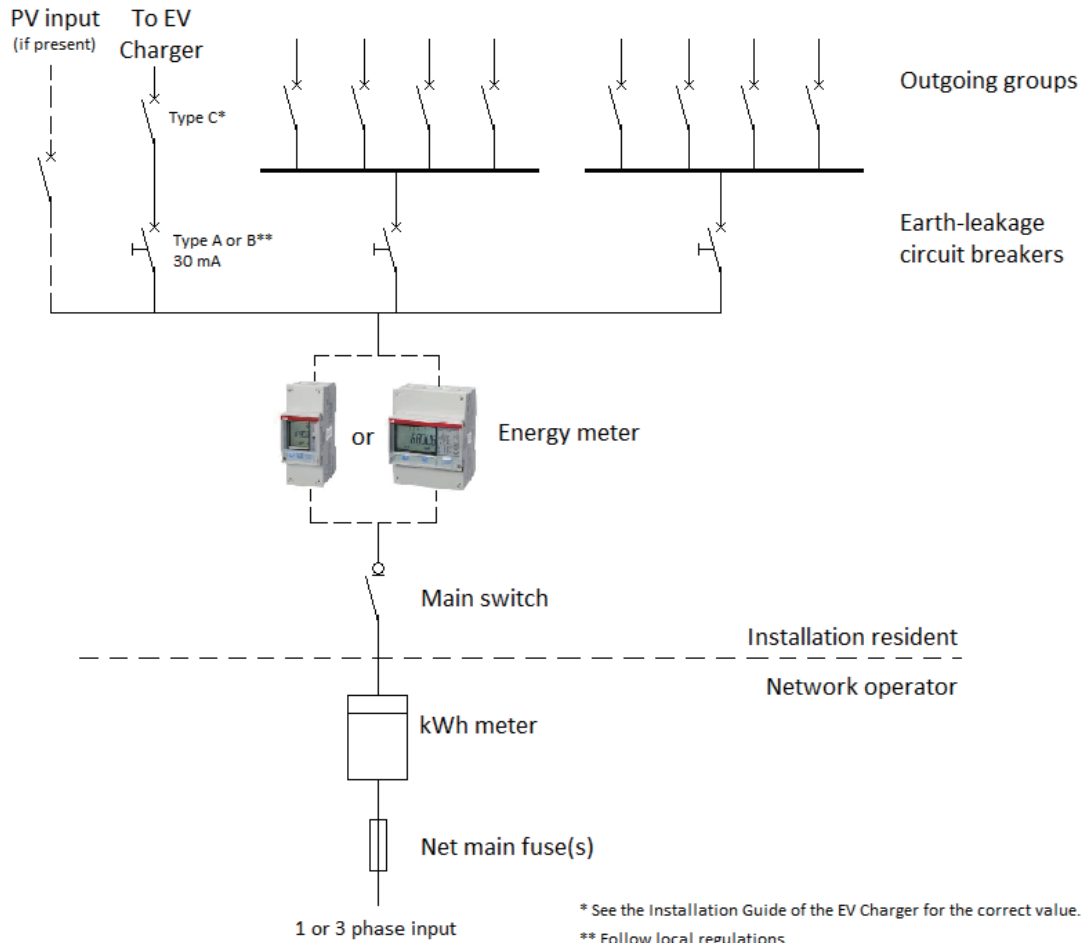 PV input
(if present)
To EV
Charger
Type C*
Outgoing groups
Type A or B**
30 mA
Earth-leakage
circuit breakers
or
Energy meter
Main switch
Installation resident
Network operator
kWh meter
Net main fuse(s)
1 or 3 phase input
* See the Installation Guide of the EV Charger for the correct value.
** Follow local regulations